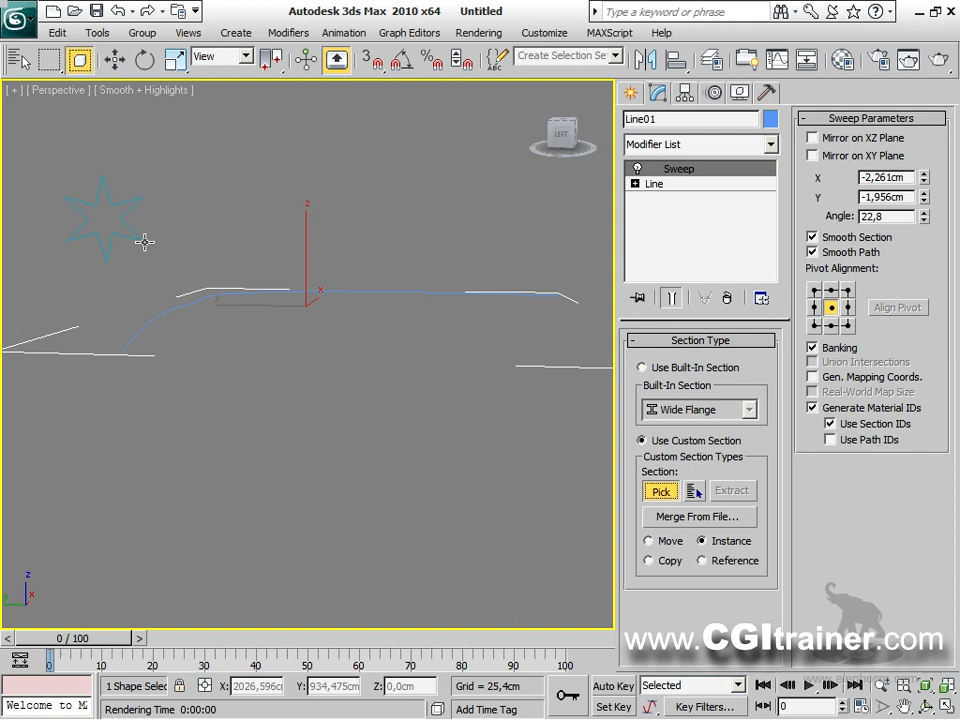 Autodesk 3ds Max 2010 x64 Untitled
Type a keyword or phrase
Edit Tools Group Views Create Modifiers Animation Graph Editors Rendering Customize MAXScript Help
View
3
Create Selection Se
[ + ] [ Perspective ] [ Smooth + Highlights ]
LEFT
z
x
y
z
x
Line01
Modifier List
Sweep
Line
- Section Type
Use Built-In Section
Built-In Section
Wide Flange
Use Custom Section
Custom Section Types
Section:
Pick
Extract
Merge From File...
Move Instance
Copy Reference
- Sweep Parameters
Mirror on XZ Plane
Mirror on XY Plane
X -2,261cm
Y -1,956cm
Angle: 22,8
Smooth Section
Smooth Path
Pivot Alignment:
Align Pivot
Banking
Union Intersections
Gen. Mapping Coords.
Real-World Map Size
Generate Material IDs
Use Section IDs
Use Path IDs
www.CGItrainer.com
< 0 / 100 >
0 10 20 30 40 50 60 70 80 90 100
1 Shape Selec X: 2026,596c Y: 934,475cm Z: 0,0cm Grid = 25,4cm Auto Key Selected
Welcome to M Rendering Time 0:00:00 Add Time Tag Set Key Key Filters... 0